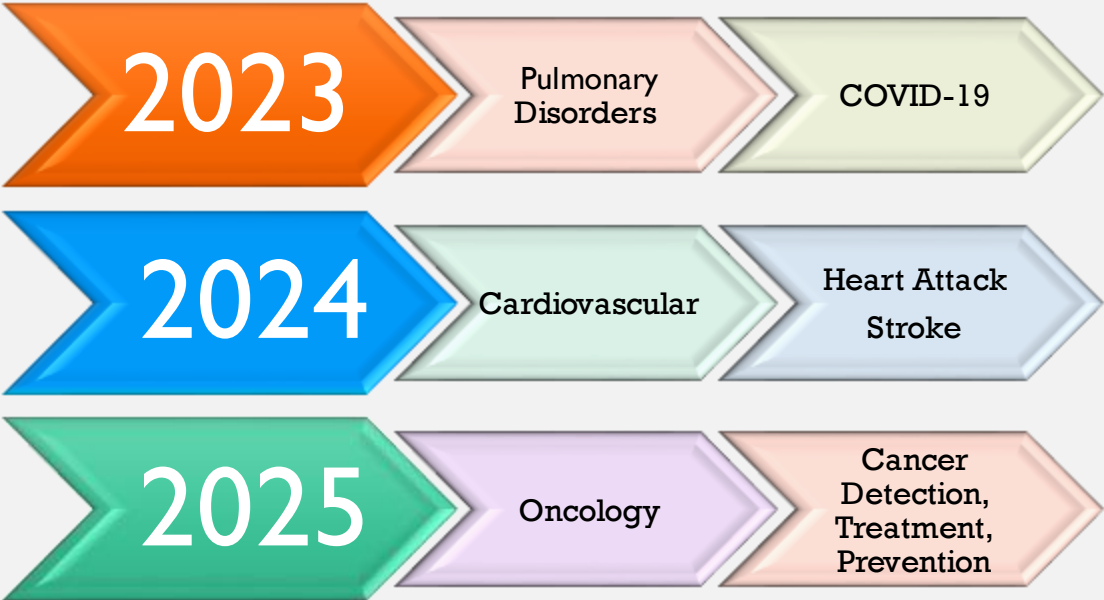 2023
Pulmonary
Disorders
COVID-19
2024
Cardiovascular
Heart Attack
Stroke
2025
Oncology
Cancer
Detection,
Treatment,
Prevention